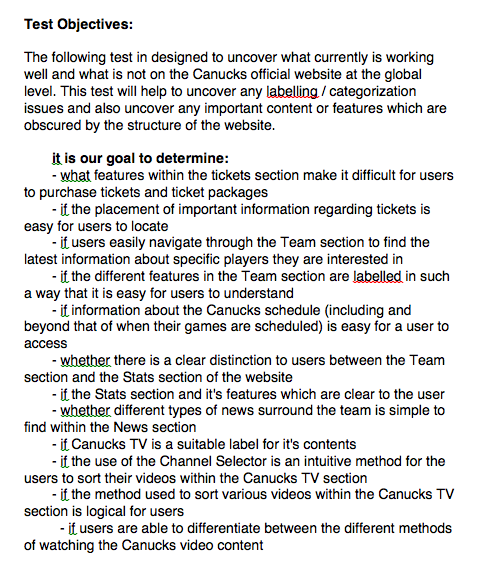 Test Objectives:
The following test in designed to uncover what currently is working
well and what is not on the Canucks official website at the global
level. This test will help to uncover any labelling / categorization
issues and also uncover any important content or features which are
obscured by the structure of the website.
it is our goal to determine:
- what features within the tickets section make it difficult for users
to purchase tickets and ticket packages
- if the placement of important information regarding tickets is
easy for users to locate
- if users easily navigate through the Team section to find the
latest information about specific players they are interested in
- if the different features in the Team section are labelled in such
a way that it is easy for users to understand
- if information about the Canucks schedule (including and
beyond that of when their games are scheduled) is easy for a user to
access
- whether there is a clear distinction to users between the Team
section and the Stats section of the website
- if the Stats section and it's features which are clear to the user
- whether different types of news surround the team is simple to
find within the News section
- if Canucks TV is a suitable label for it's contents
- if the use of the Channel Selector is an intuitive method for the
users to sort their videos within the Canucks TV section
- if the method used to sort various videos within the Canucks TV
section is logical for users
- if users are able to differentiate between the different methods
of watching the Canucks video content